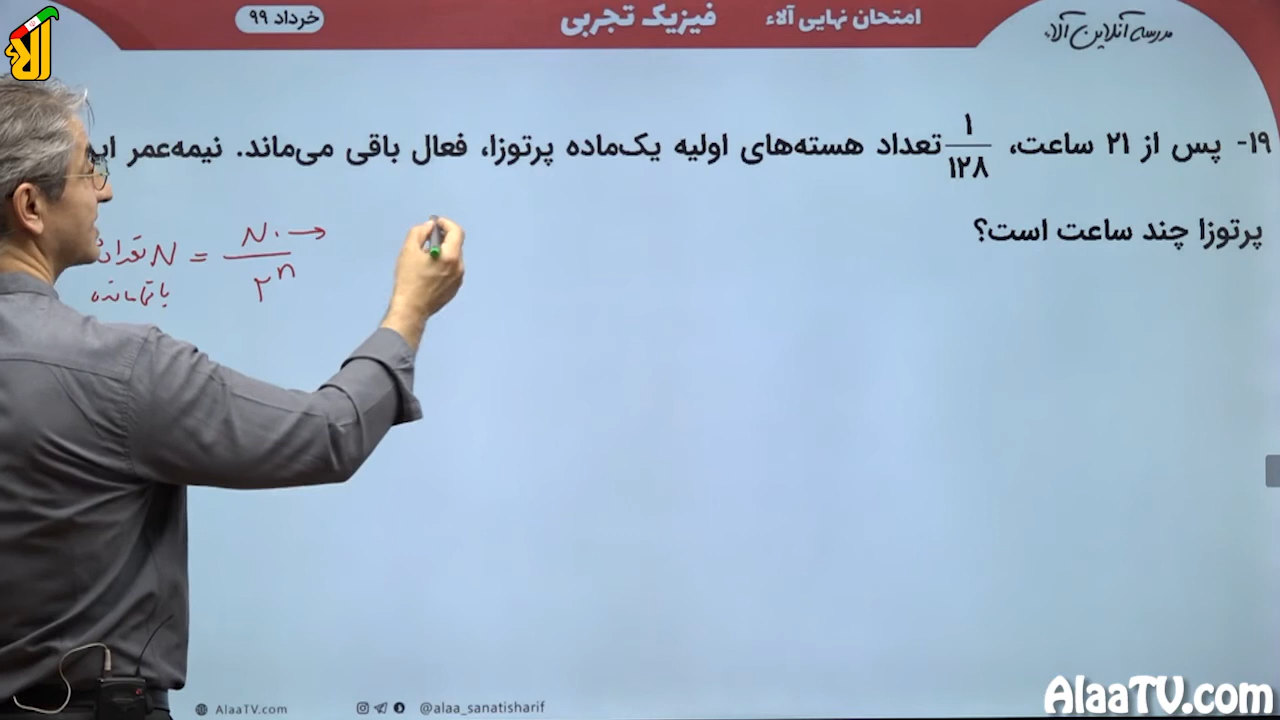 آلاء
خرداد ۹۹
فیزیک تجربی
امتحان نهایی آلاء
مدرسه آنلاین آلاء
۱۹- پس از ۲۱ ساعت، ۱/۱۲۸ تعداد هسته‌های اولیه یک‌ماده پرتوزا، فعال باقی می‌ماند. نیمه‌عمر
پرتوزا چند ساعت است؟
N = N۰ / ۲^n →
باقیمانده
AlaaTV.com
@alaa_sanatisharif
AlaaTV.com